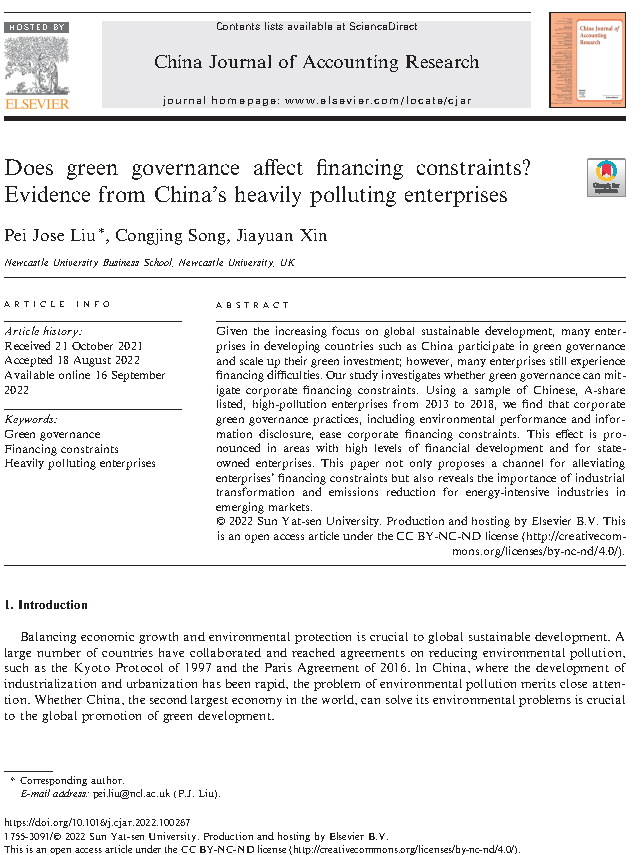 HOSTED BY
ELSEVIER
Contents lists available at ScienceDirect
China Journal of Accounting Research
journal homepage: www.elsevier.com/locate/cjar
China Journal of
Accounting
Research
Does green governance affect financing constraints?
Evidence from China's heavily polluting enterprises
Check for
updates
Pei Jose Liu *, Congjing Song, Jiayuan Xin
Newcastle University Business School, Newcastle University, UK
ARTICLE INFO
Article history:
Received 21 October 2021
Accepted 18 August 2022
Available online 16 September
2022
Keywords:
Green governance
Financing constraints
Heavily polluting enterprises
ABSTRACT
Given the increasing focus on global sustainable development, many enter-
prises in developing countries such as China participate in green governance
and scale up their green investment; however, many enterprises still experience
financing difficulties. Our study investigates whether green governance can mit-
igate corporate financing constraints. Using a sample of Chinese, A-share
listed, high-pollution enterprises from 2013 to 2018, we find that corporate
green governance practices, including environmental performance and infor-
mation disclosure, ease corporate financing constraints. This effect is pro-
nounced in areas with high levels of financial development and for state-
owned enterprises. This paper not only proposes a channel for alleviating
enterprises' financing constraints but also reveals the importance of industrial
transformation and emissions reduction for energy-intensive industries in
emerging markets.
© 2022 Sun Yat-sen University. Production and hosting by Elsevier B.V. This
is an open access article under the CC BY-NC-ND license (http://creativecom-
mons.org/licenses/by-nc-nd/4.0/).
1. Introduction
Balancing economic growth and environmental protection is crucial to global sustainable development. A
large number of countries have collaborated and reached agreements on reducing environmental pollution,
such as the Kyoto Protocol of 1997 and the Paris Agreement of 2016. In China, where the development of
industrialization and urbanization has been rapid, the problem of environmental pollution merits close atten-
tion. Whether China, the second largest economy in the world, can solve its environmental problems is crucial
to the global promotion of green development.
* Corresponding author.
E-mail address: pei.liu@ncl.ac.uk (P.J. Liu).
https://doi.org/10.1016/j.cjar.2022.100267
1755-3091/© 2022 Sun Yat-sen University. Production and hosting by Elsevier B.V.
This is an open access article under the CC BY-NC-ND license (http://creativecommons.org/licenses/by-nc-nd/4.0/).